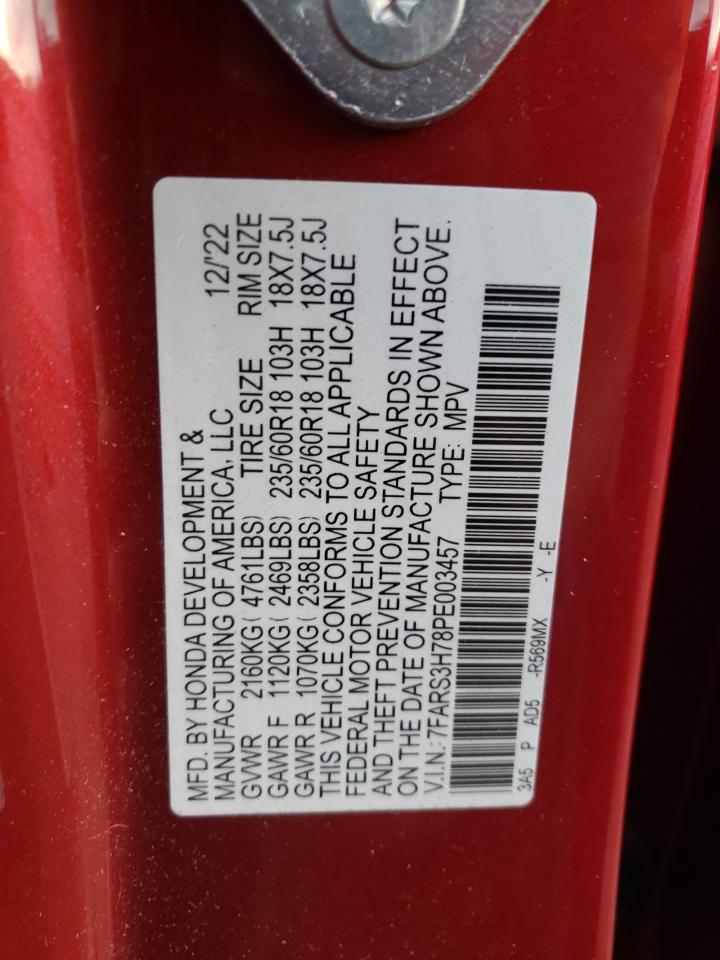 MFD. BY HONDA DEVELOPMENT &
MANUFACTURING OF AMERICA, LLC 12/'22
GVWR 2160KG( 4761LBS) TIRE SIZE RIM SIZE
GAWR F 1120KG( 2469LBS) 235/60R18 103H 18X7.5J
GAWR R 1070KG( 2358LBS) 235/60R18 103H 18X7.5J
THIS VEHICLE CONFORMS TO ALL APPLICABLE
FEDERAL MOTOR VEHICLE SAFETY
AND THEFT PREVENTION STANDARDS IN EFFECT
ON THE DATE OF MANUFACTURE SHOWN ABOVE.
V.I.N.: 7FARS3H78PE003457 TYPE: MPV
3A5 P AD5 -R569MX -Y -E